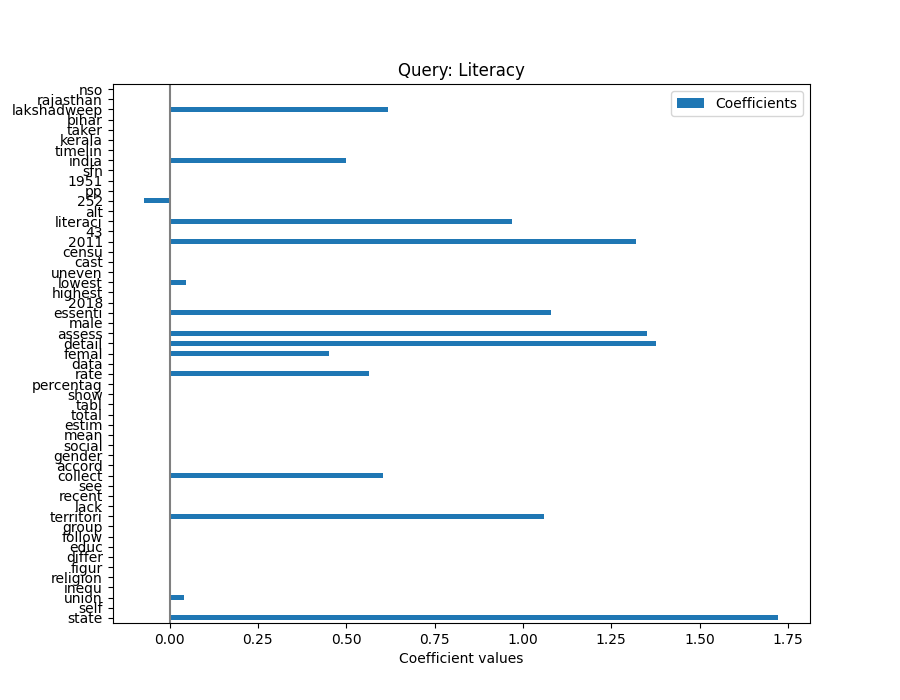 Query: Literacy
Coefficients
nso
rajasthan
lakshadweep
bihar
taker
kerala
timelin
india
sfn
1951
pp
252
alt
literaci
43
2011
censu
cast
uneven
lowest
highest
2018
essenti
male
assess
detail
femal
data
rate
percentag
show
tabl
total
estim
mean
social
gender
accord
collect
see
recent
lack
territori
group
follow
educ
differ
figur
religion
inequ
union
self
state
0.00 0.25 0.50 0.75 1.00 1.25 1.50 1.75
Coefficient values